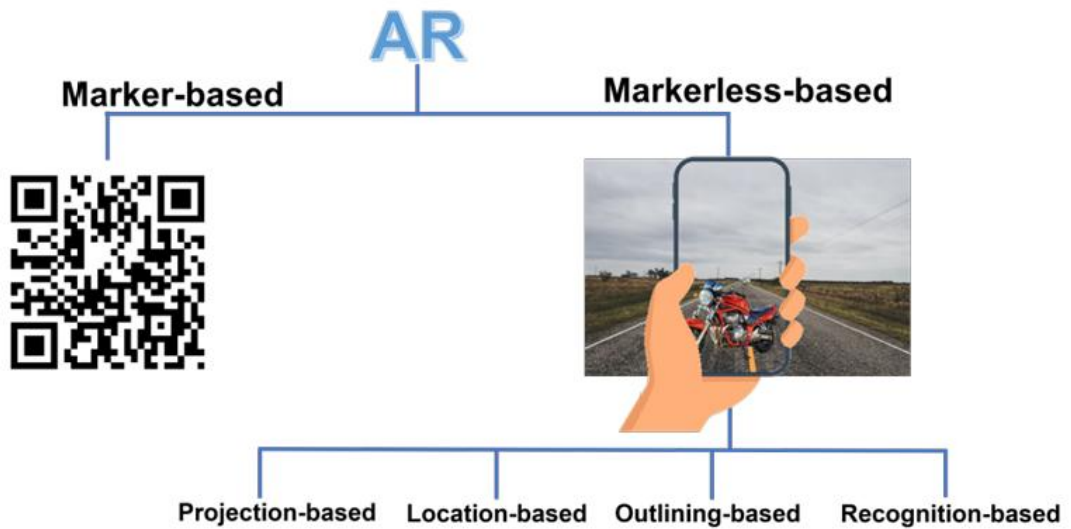 AR
Marker-based
Markerless-based
Projection-based
Location-based
Outlining-based
Recognition-based